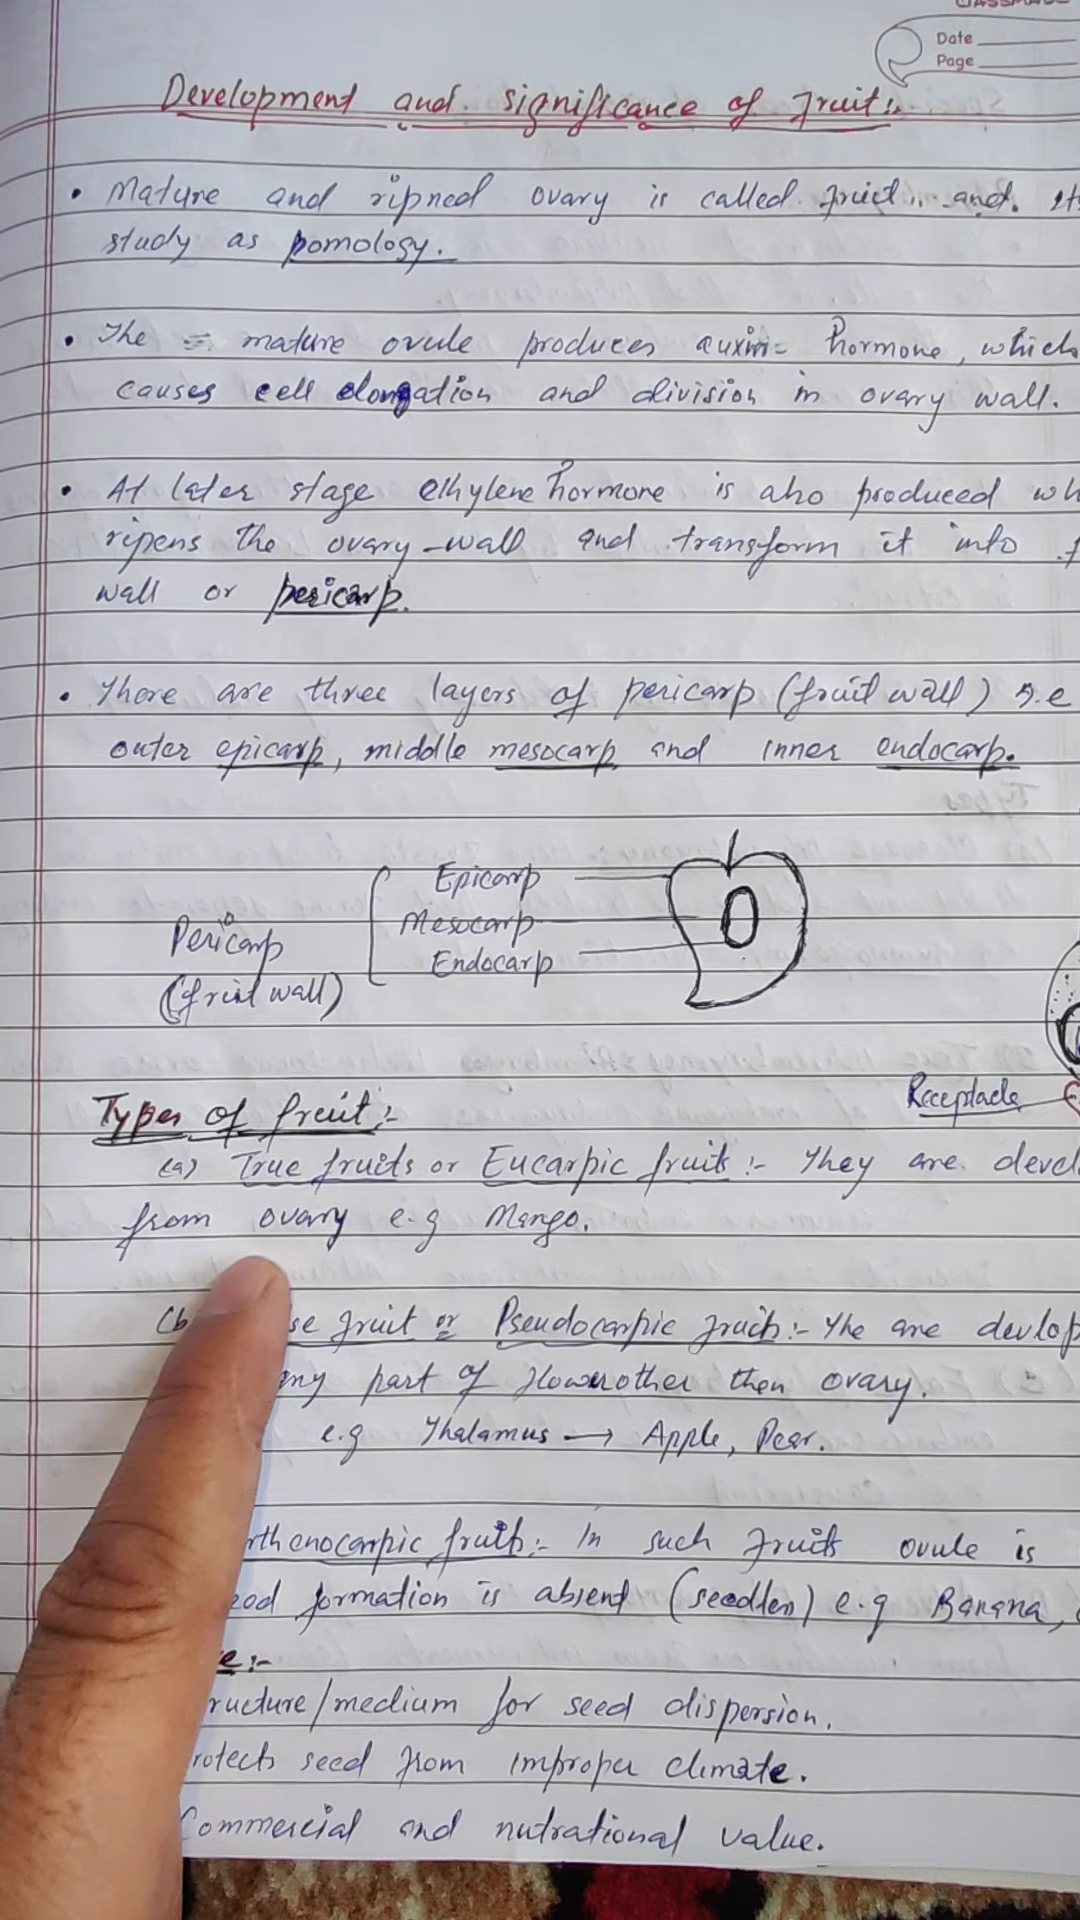 Date
Page
Development and significance of fruit:-
• Mature and ripned ovary is called fruit and
study as pomology.
• The mature ovule produces auxin hormone, which
causes cell elongation and division in ovary wall.
• At later stage ethylene hormone is also produced
ripens the ovary-wall and transform it into
wall or pericarp.
• There are three layers of pericarp (fruit wall) i.e
outer epicarp, middle mesocarp and inner endocarp.
Epicarp
Mesocarp
Endocarp
Pericarp
(fruit wall)
Receptacle
Types of fruit:-
(a) True fruits or Eucarpic fruit:- They are devel
from ovary e.g Mango.
(b se fruit or Pseudocarpic fruit:- The are devlop
any part of flower other then ovary.
e.g Thalamus → Apple, Pear.
rthenocarpic fruit:- In such fruits ovule is
formation is absent (seedless) e.g Banana,
e:-
ructure/medium for seed dispersion.
rotects seed from improper climate.
Commercial and nutrational value.